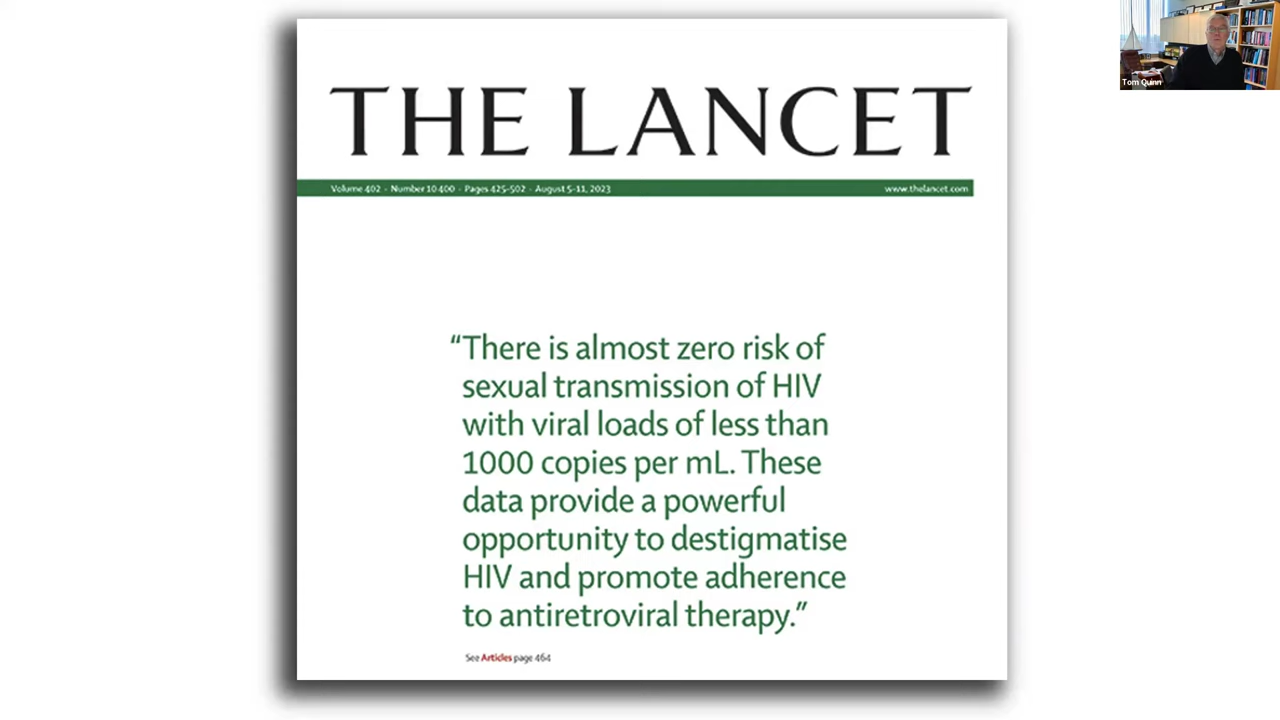 THE LANCET
Volume 402 · Number 10 400 · Pages 425–502 · August 5–11, 2023
www.thelancet.com
“There is almost zero risk of
sexual transmission of HIV
with viral loads of less than
1000 copies per mL. These
data provide a powerful
opportunity to destigmatise
HIV and promote adherence
to antiretroviral therapy.”
See Articles page 464
Tom Quinn